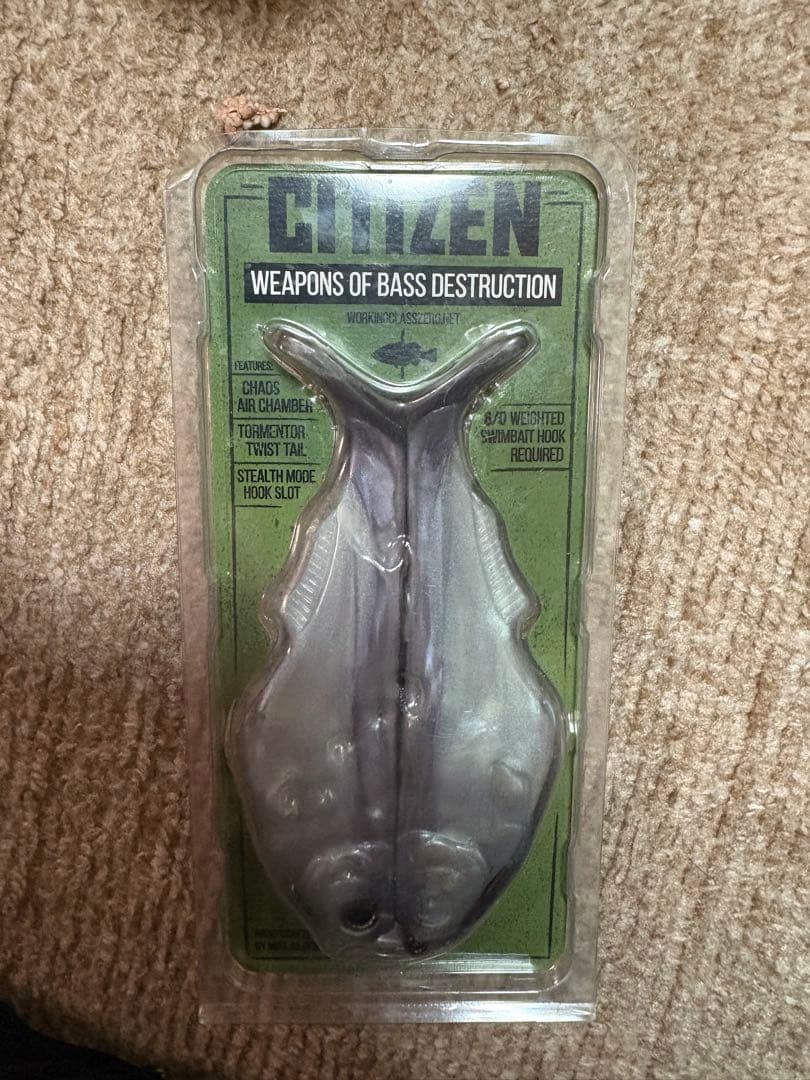 CITIZEN
WEAPONS OF BASS DESTRUCTION
WORKINGCLASSZERO.NET
FEATURES:
CHAOS
AIR CHAMBER
TORMENTOR
TWIST TAIL
STEALTH MODE
HOOK SLOT
8/0 WEIGHTED
SWIMBAIT HOOK
REQUIRED